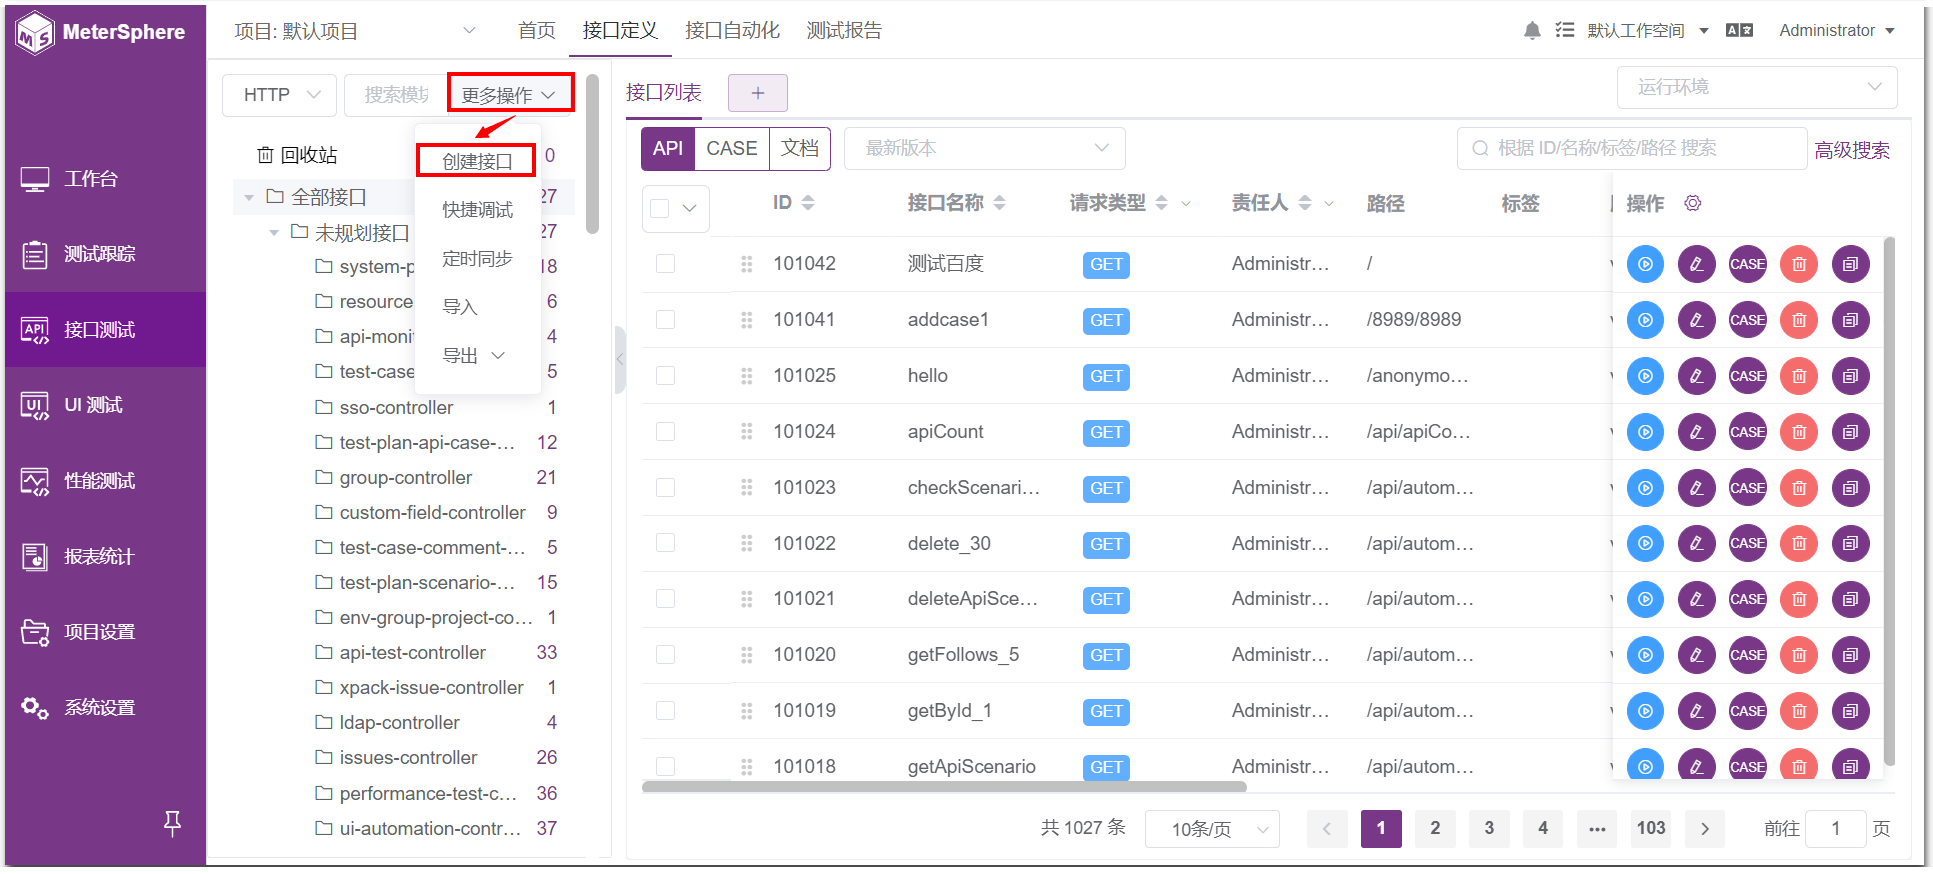 MeterSphere
项目: 默认项目
首页
接口定义
接口自动化
测试报告
默认工作空间
Administrator
工作台
测试跟踪
接口测试
UI 测试
性能测试
报表统计
项目设置
系统设置
HTTP
搜索模块
更多操作
创建接口
快捷调试
定时同步
导入
导出
回收站 0
全部接口 27
未规划接口 27
system-p 18
resource 6
api-monit 4
test-case 5
sso-controller 1
test-plan-api-case-... 12
group-controller 21
custom-field-controller 9
test-case-comment-... 5
test-plan-scenario-... 15
env-group-project-co... 1
api-test-controller 33
xpack-issue-controller 1
ldap-controller 4
issues-controller 26
performance-test-c... 36
ui-automation-contr... 37
接口列表
+
运行环境
API CASE 文档
最新版本
根据 ID/名称/标签/路径 搜索
高级搜索
ID 接口名称 请求类型 责任人 路径 标签 操作
101042 测试百度 GET Administr... / CASE
101041 addcase1 GET Administr... /8989/8989 CASE
101025 hello GET Administr... /anonymo... CASE
101024 apiCount GET Administr... /api/apiCo... CASE
101023 checkScenari... GET Administr... /api/autom... CASE
101022 delete_30 GET Administr... /api/autom... CASE
101021 deleteApiSce... GET Administr... /api/autom... CASE
101020 getFollows_5 GET Administr... /api/autom... CASE
101019 getById_1 GET Administr... /api/autom... CASE
101018 getApiScenario GET Administr... /api/autom... CASE
共 1027 条
10条/页
1 2 3 4 ... 103
前往 1 页